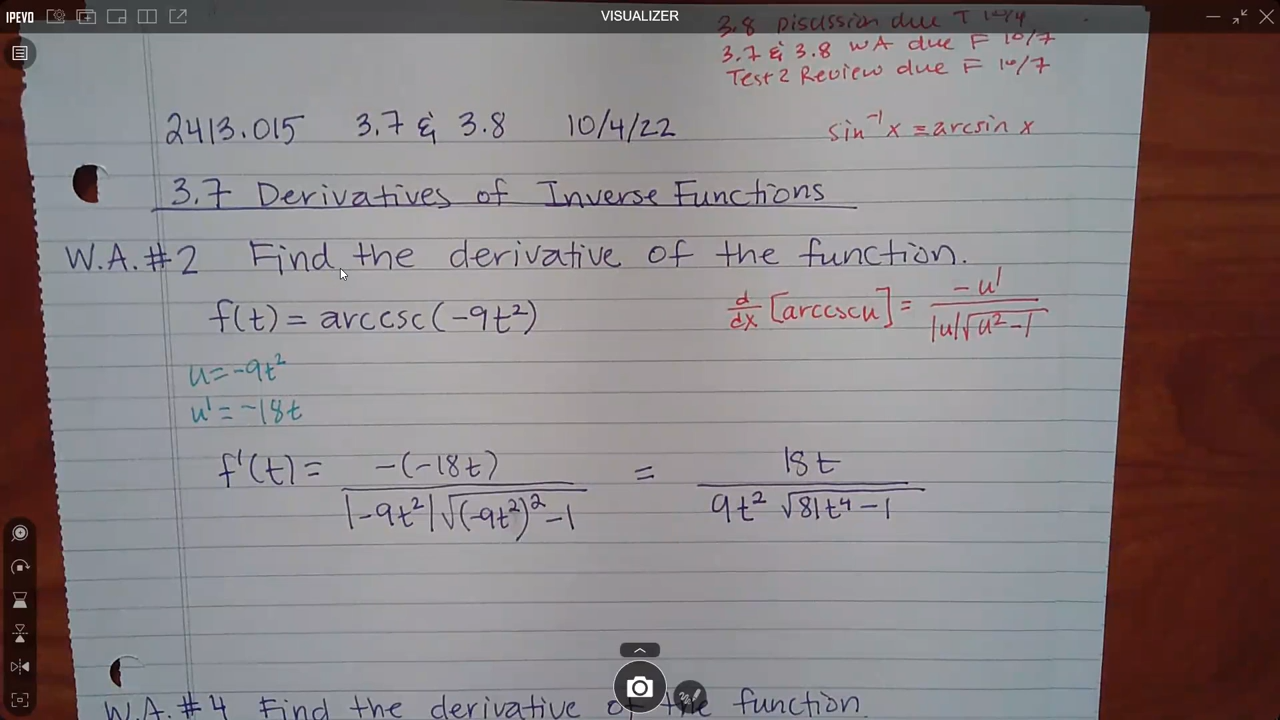 IPEVO
VISUALIZER
3.8 Discussion due T 10/4
3.7 & 3.8 WA due F 10/7
Test 2 Review due F 10/7
2413.015 3.7 & 3.8 10/4/22
sin⁻¹x = arcsin x
3.7 Derivatives of Inverse Functions
W.A. #2 Find the derivative of the function.
f(t) = arccsc(-9t²)
d/dx [arccsc u] = -u' / |u|√(u²-1)
u = -9t²
u' = -18t
f'(t) = -(-18t) / |-9t²|√((-9t²)²-1) = 18t / 9t²√(81t⁴-1)
W.A. #4 Find the derivative of the function